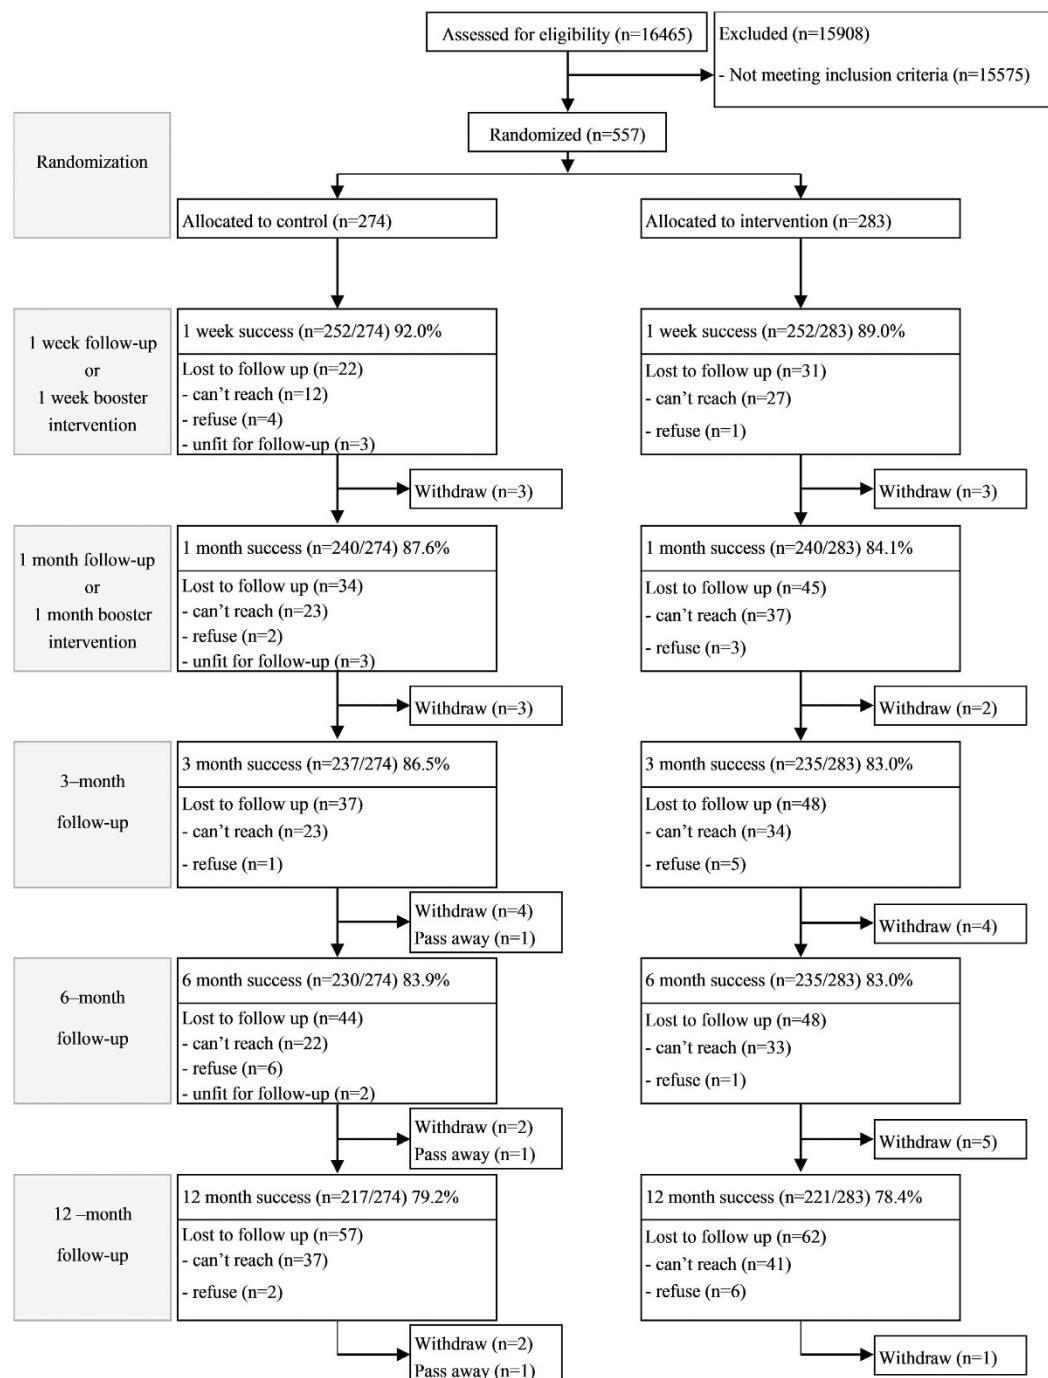 Assessed for eligibility (n=16465)
Excluded (n=15908)
- Not meeting inclusion criteria (n=15575)
Randomized (n=557)
Randomization
Allocated to control (n=274)
Allocated to intervention (n=283)
1 week follow-up
or
1 week booster
intervention
1 week success (n=252/274) 92.0%
Lost to follow up (n=22)
- can't reach (n=12)
- refuse (n=4)
- unfit for follow-up (n=3)
1 week success (n=252/283) 89.0%
Lost to follow up (n=31)
- can't reach (n=27)
- refuse (n=1)
Withdraw (n=3)
Withdraw (n=3)
1 month follow-up
or
1 month booster
intervention
1 month success (n=240/274) 87.6%
Lost to follow up (n=34)
- can't reach (n=23)
- refuse (n=2)
- unfit for follow-up (n=3)
1 month success (n=240/283) 84.1%
Lost to follow up (n=45)
- can't reach (n=37)
- refuse (n=3)
Withdraw (n=3)
Withdraw (n=2)
3–month
follow-up
3 month success (n=237/274) 86.5%
Lost to follow up (n=37)
- can't reach (n=23)
- refuse (n=1)
3 month success (n=235/283) 83.0%
Lost to follow up (n=48)
- can't reach (n=34)
- refuse (n=5)
Withdraw (n=4)
Pass away (n=1)
Withdraw (n=4)
6–month
follow-up
6 month success (n=230/274) 83.9%
Lost to follow up (n=44)
- can't reach (n=22)
- refuse (n=6)
- unfit for follow-up (n=2)
6 month success (n=235/283) 83.0%
Lost to follow up (n=48)
- can't reach (n=33)
- refuse (n=1)
Withdraw (n=2)
Pass away (n=1)
Withdraw (n=5)
12 –month
follow-up
12 month success (n=217/274) 79.2%
Lost to follow up (n=57)
- can't reach (n=37)
- refuse (n=2)
12 month success (n=221/283) 78.4%
Lost to follow up (n=62)
- can't reach (n=41)
- refuse (n=6)
Withdraw (n=2)
Pass away (n=1)
Withdraw (n=1)